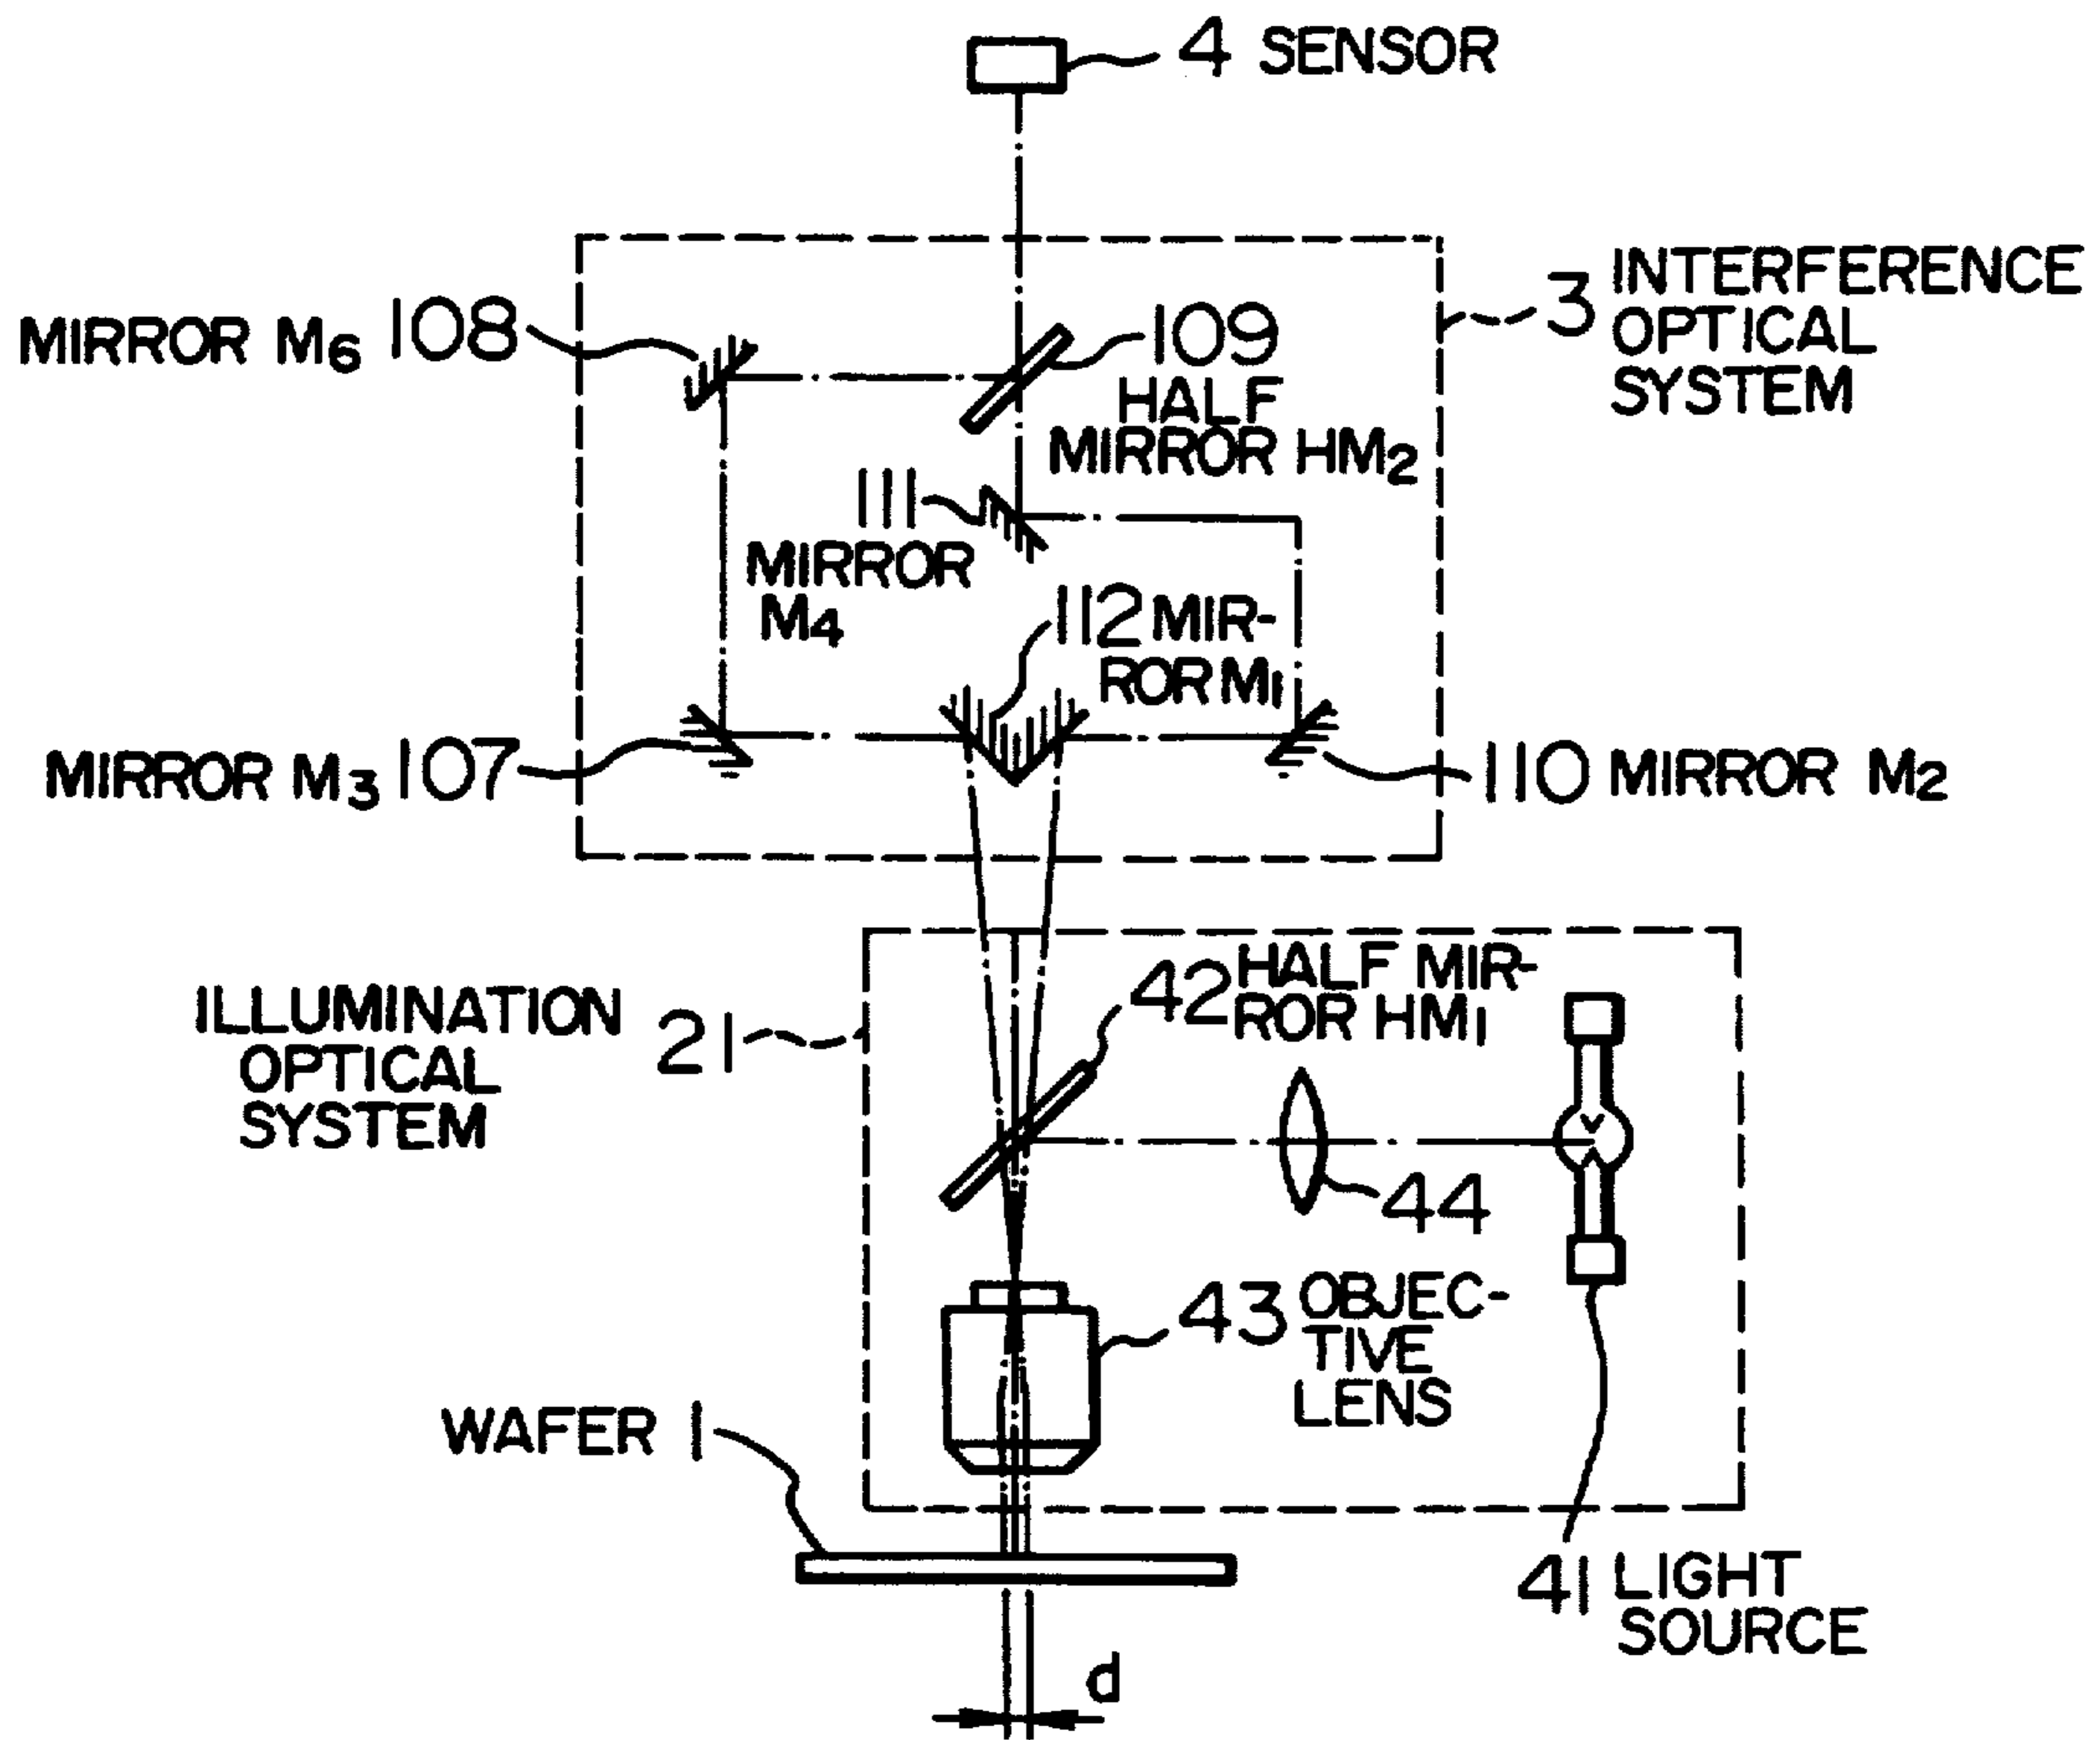 4 SENSOR
3 INTERFERENCE
OPTICAL
SYSTEM
MIRROR M6 108
109
HALF
MIRROR HM2
111
MIRROR
M4
112 MIR-
ROR M1
MIRROR M3 107
110 MIRROR M2
ILLUMINATION
OPTICAL
SYSTEM
21
42 HALF MIR-
ROR HM1
44
43 OBJEC-
TIVE
LENS
WAFER 1
41 LIGHT
SOURCE
d